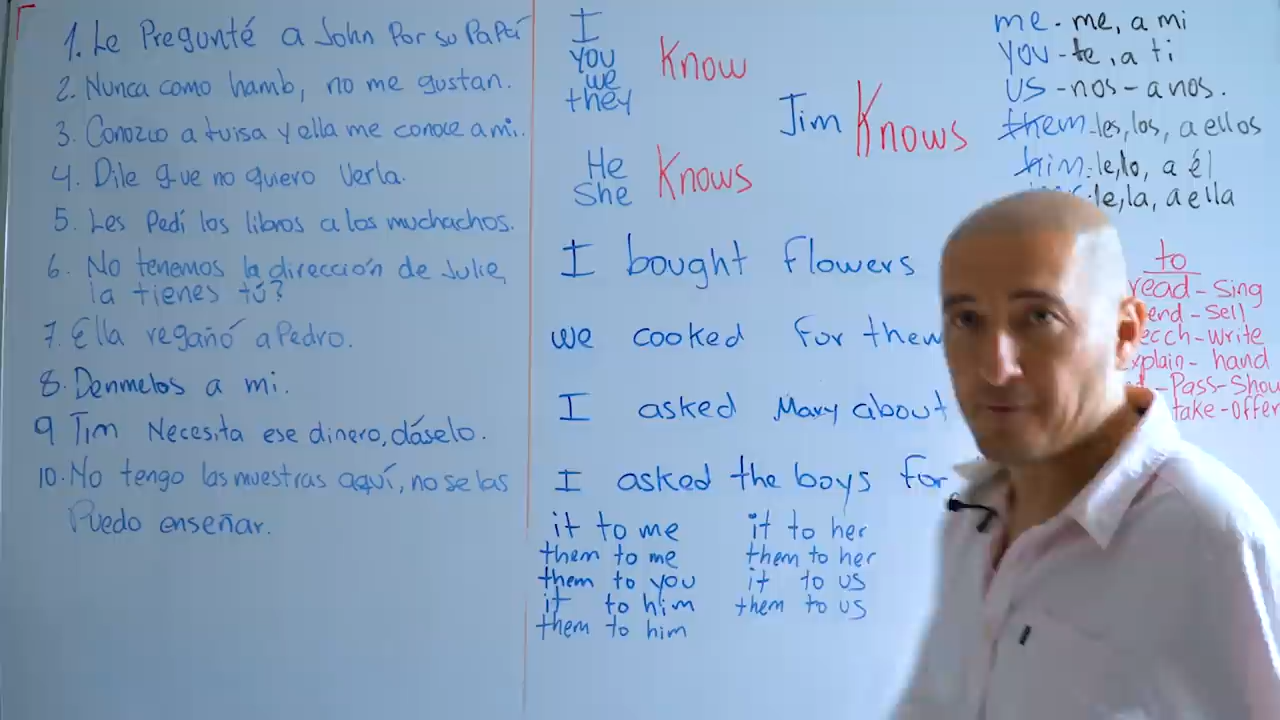 1. Le Pregunté a John Por su Papá
2. Nunca como hamb, no me gustan.
3. Conozco a Luisa y ella me conoce a mi.
4. Dile que no quiero Verla.
5. Les Pedí los libros a los muchachos.
6. No tenemos la dirección de Julie,
la tienes tú?
7. Ella regañó a Pedro.
8. Denmelos a mi.
9 Tim Necesita ese dinero, dáselo.
10. No tengo las muestras aquí, no se las
Puedo enseñar.
I
you
we
they
Know
He
She
Knows
Jim Knows
I bought flowers
we cooked for them
I asked Mary about
I asked the boys for
it to me
them to me
them to you
it to him
them to him
it to her
them to her
it to us
them to us
me - me, a mi
you - te, a ti
us - nos - a nos.
them - les, los, a ellos
him: le, lo, a él
: le, la, a ella
to
read - Sing
- Sell
- write
- hand
- Pass - Show
take - Offer